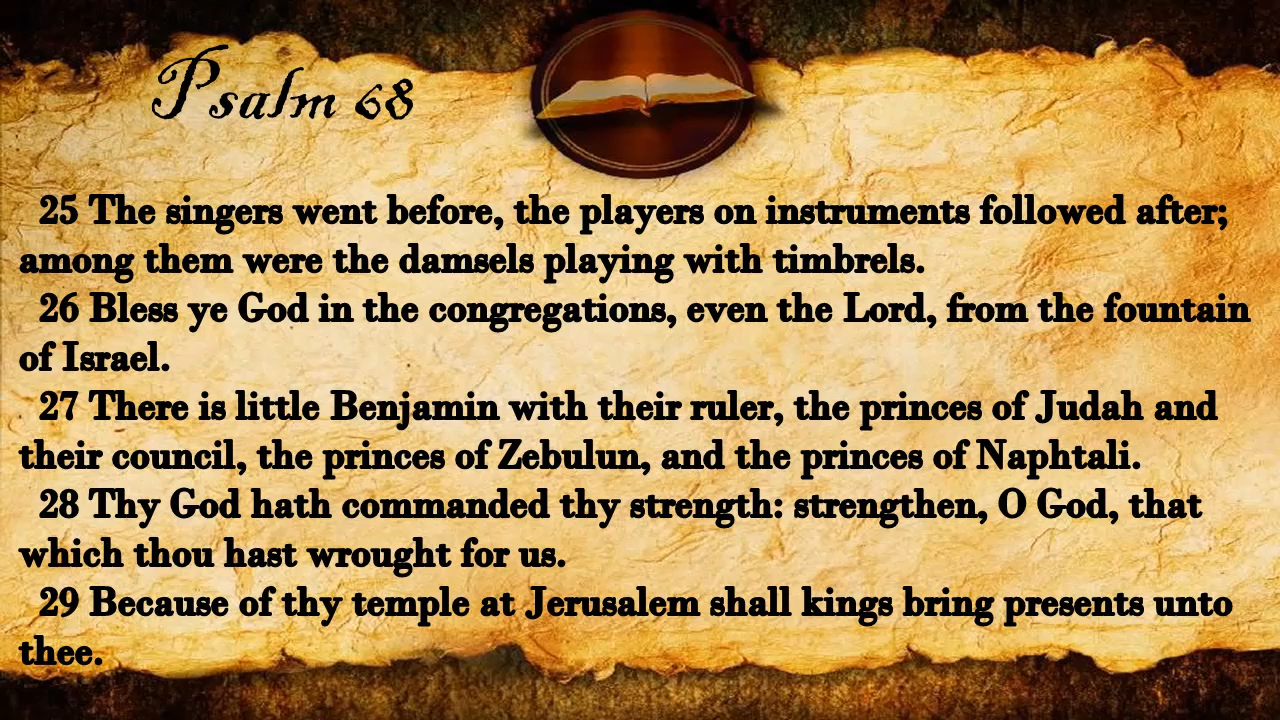 Psalm 68
25 The singers went before, the players on instruments followed after;
among them were the damsels playing with timbrels.
26 Bless ye God in the congregations, even the Lord, from the fountain
of Israel.
27 There is little Benjamin with their ruler, the princes of Judah and
their council, the princes of Zebulun, and the princes of Naphtali.
28 Thy God hath commanded thy strength: strengthen, O God, that
which thou hast wrought for us.
29 Because of thy temple at Jerusalem shall kings bring presents unto
thee.